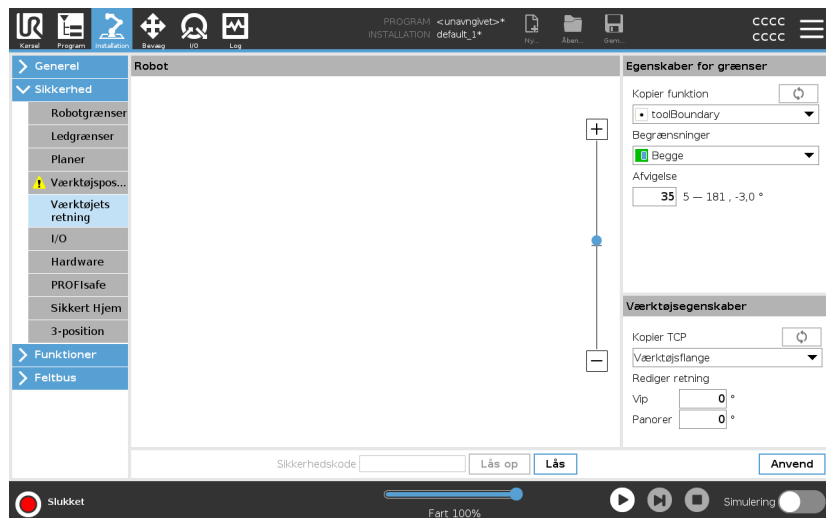 Kørsel Program Installation Bevæg I/O Log
PROGRAM <unavngivet>*
INSTALLATION default_1*
Ny... Åben... Gem...
CCCC
CCCC
Generel
Sikkerhed
Robotgrænser
Ledgrænser
Planer
Værktøjspos...
Værktøjets
retning
I/O
Hardware
PROFIsafe
Sikkert Hjem
3-position
Funktioner
Feltbus
Robot
Sikkerhedskode Lås op Lås
Egenskaber for grænser
Kopier funktion
toolBoundary
Begrænsninger
Begge
Afvigelse
35 5 — 181 , -3,0 °
Værktøjsegenskaber
Kopier TCP
Værktøjsflange
Rediger retning
Vip 0 °
Panorer 0 °
Anvend
Slukket
Fart 100%
Simulering